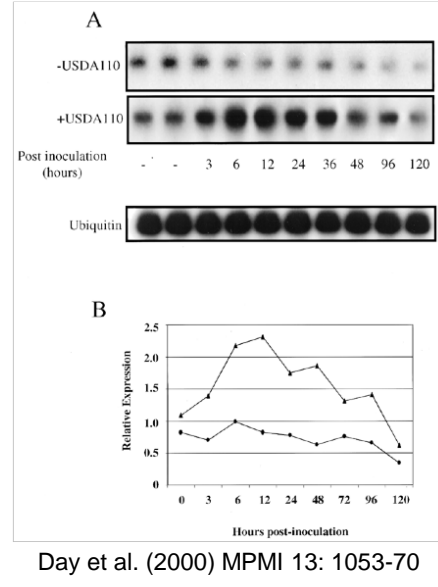 A
-USDA110
+USDA110
Post inoculation
(hours)
- - 3 6 12 24 36 48 96 120
Ubiquitin
B
Relative Expression
2.5
2.0
1.5
1.0
0.5
0
0 3 6 12 24 48 72 96 120
Hours post-inoculation
Day et al. (2000) MPMI 13: 1053-70